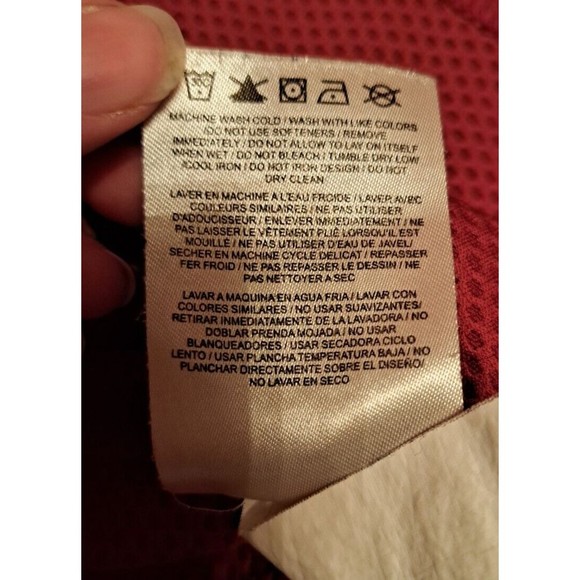 30C
MACHINE WASH COLD / WASH WITH LIKE COLORS
/DO NOT USE SOFTENERS / REMOVE
IMMEDIATELY / DO NOT ALLOW TO LAY ON ITSELF
WHEN WET / DO NOT BLEACH / TUMBLE DRY LOW
/COOL IRON / DO NOT IRON DESIGN / DO NOT
DRY CLEAN
LAVER EN MACHINE A L'EAU FROIDE / LAVER AVEC
COULEURS SIMILAIRES / NE PAS UTILISER
D'ADOUCISSEUR / ENLEVER IMMÉDIATEMENT / NE
PAS LAISSER LE VÊTEMENT PLIÉ LORSQU'IL EST
MOUILLÉ / NE PAS UTILISER D'EAU DE JAVEL/
SECHER EN MACHINE CYCLE DELICAT / REPASSER
FER FROID / NE PAS REPASSER LE DESSIN / NE
PAS NETTOYER A SEC
LAVAR A MAQUINA EN AGUA FRIA / LAVAR CON
COLORES SIMILARES / NO USAR SUAVIZANTES/
RETIRAR INMEDIATAMENTE DE LA LAVADORA / NO
DOBLAR PRENDA MOJADA / NO USAR
BLANQUEADORES / USAR SECADORA CICLO
LENTO / USAR PLANCHA TEMPERATURA BAJA / NO
PLANCHAR DIRECTAMENTE SOBRE EL DISEÑO/
NO LAVAR EN SECO